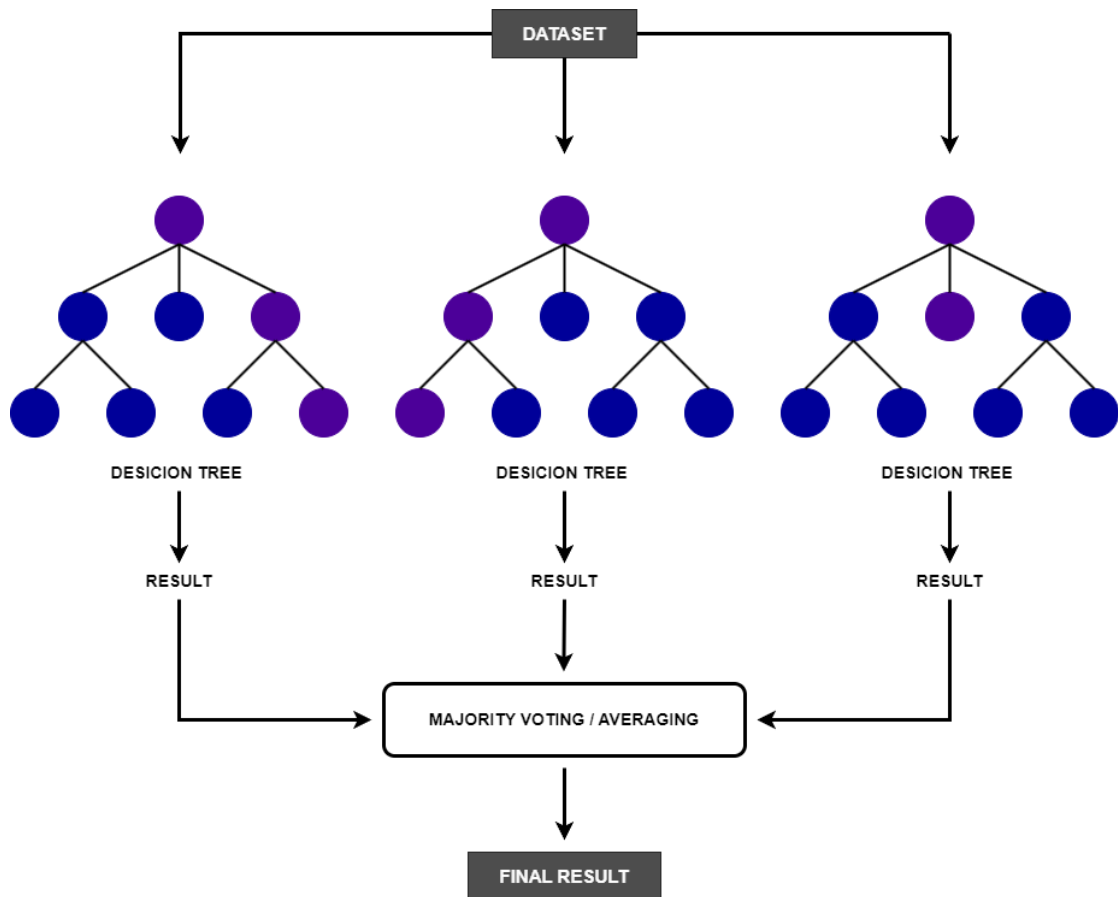 DATASET
DESICION TREE
DESICION TREE
DESICION TREE
RESULT
RESULT
RESULT
MAJORITY VOTING / AVERAGING
FINAL RESULT